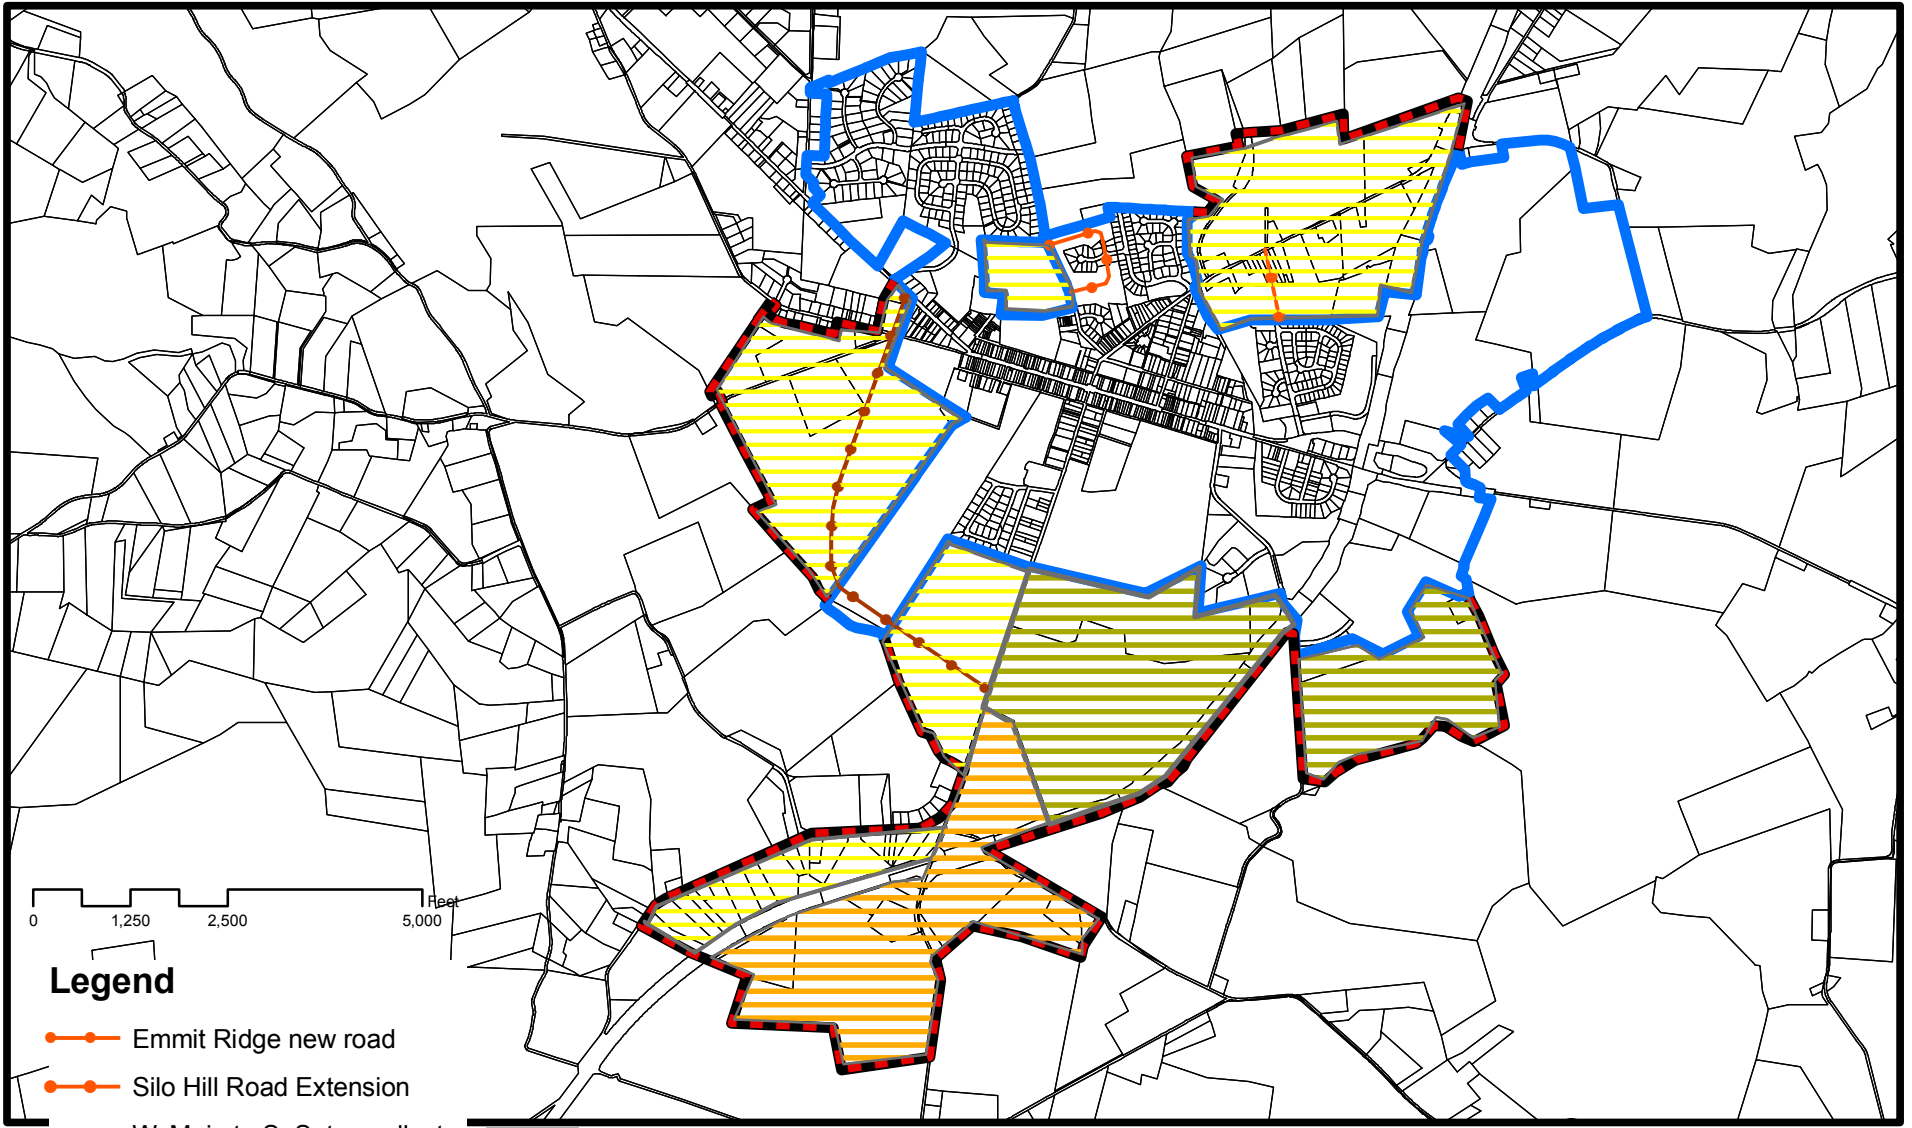 Feet
0 1,250 2,500 5,000
Legend
Emmit Ridge new road
Silo Hill Road Extension